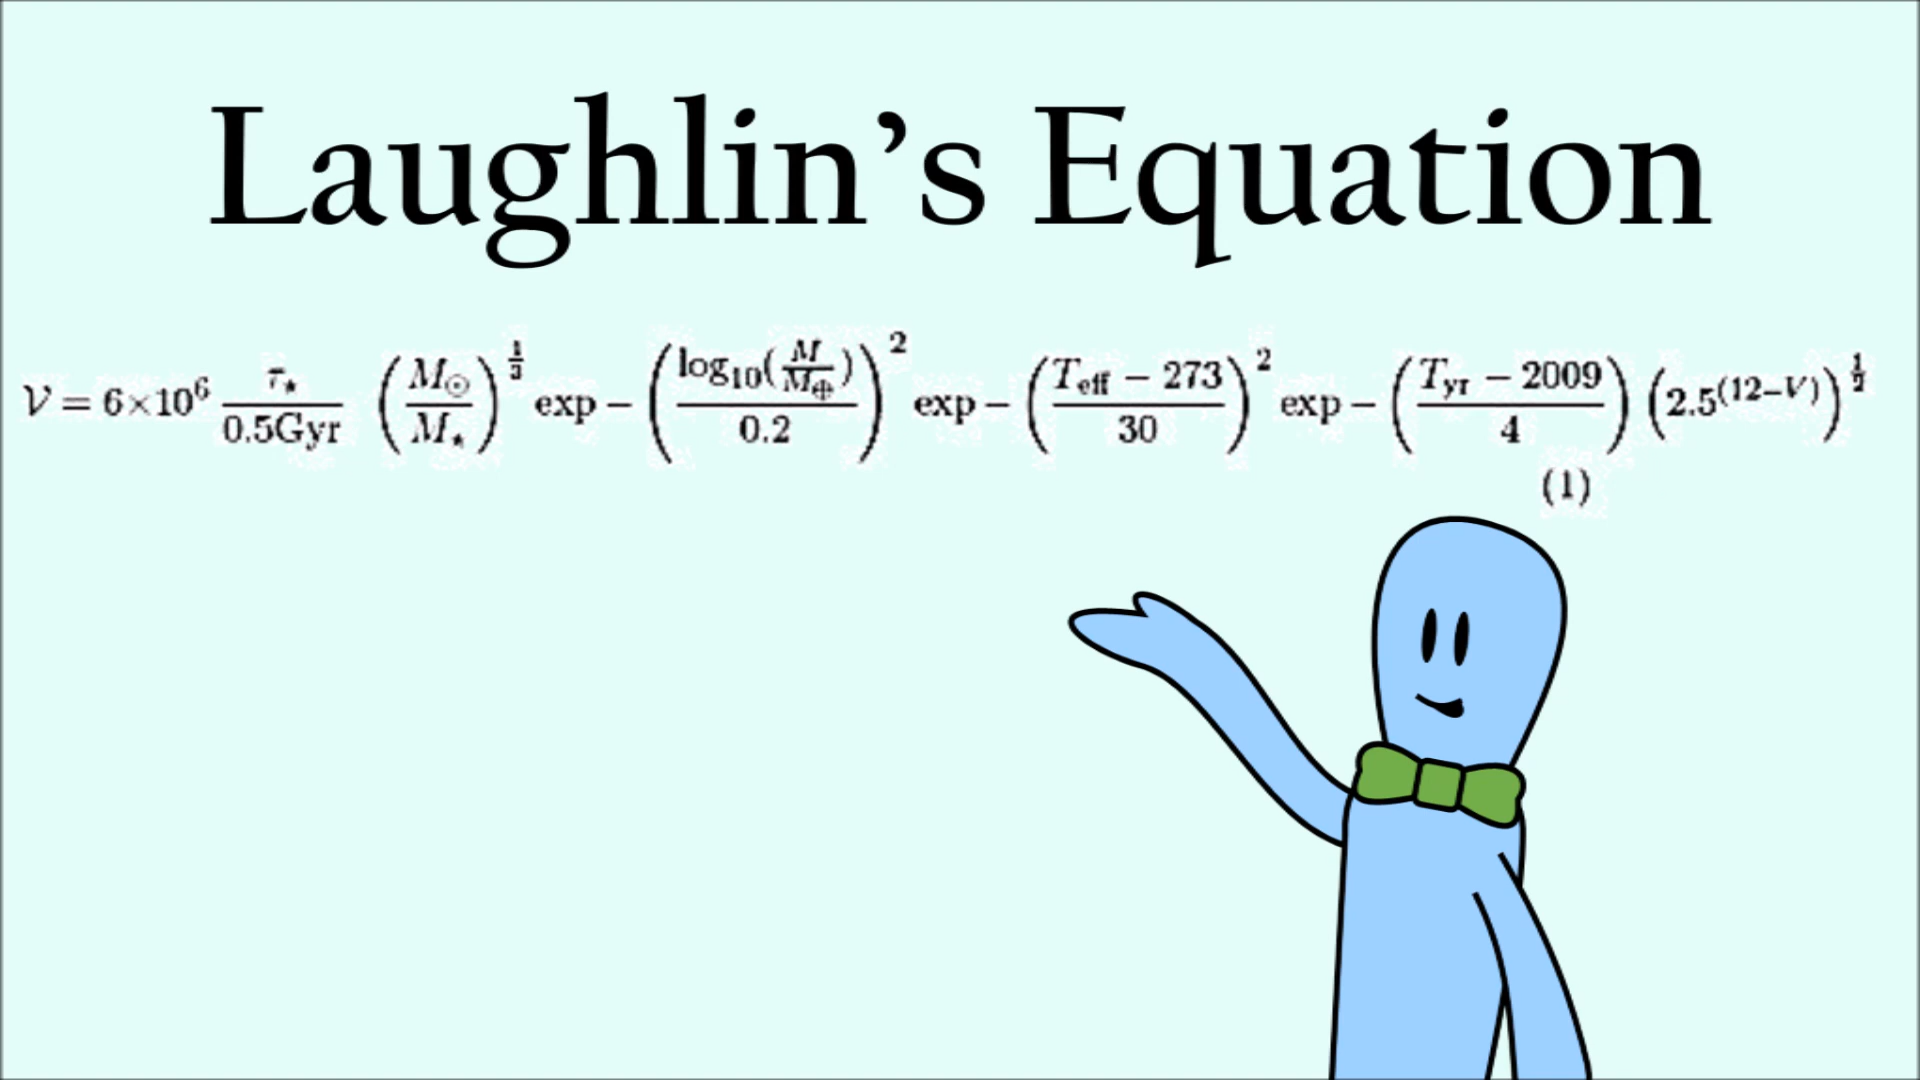 Laughlin’s Equation
𝒱 = 6×10⁶ τ⋆/0.5Gyr (M☉/M⋆)^(1/3) exp − (log₁₀(M/M⊕)/0.2)² exp − ((T_eff − 273)/30)² exp − ((T_yr − 2009)/4) (2.5^(12−V))^(1/2)
(1)